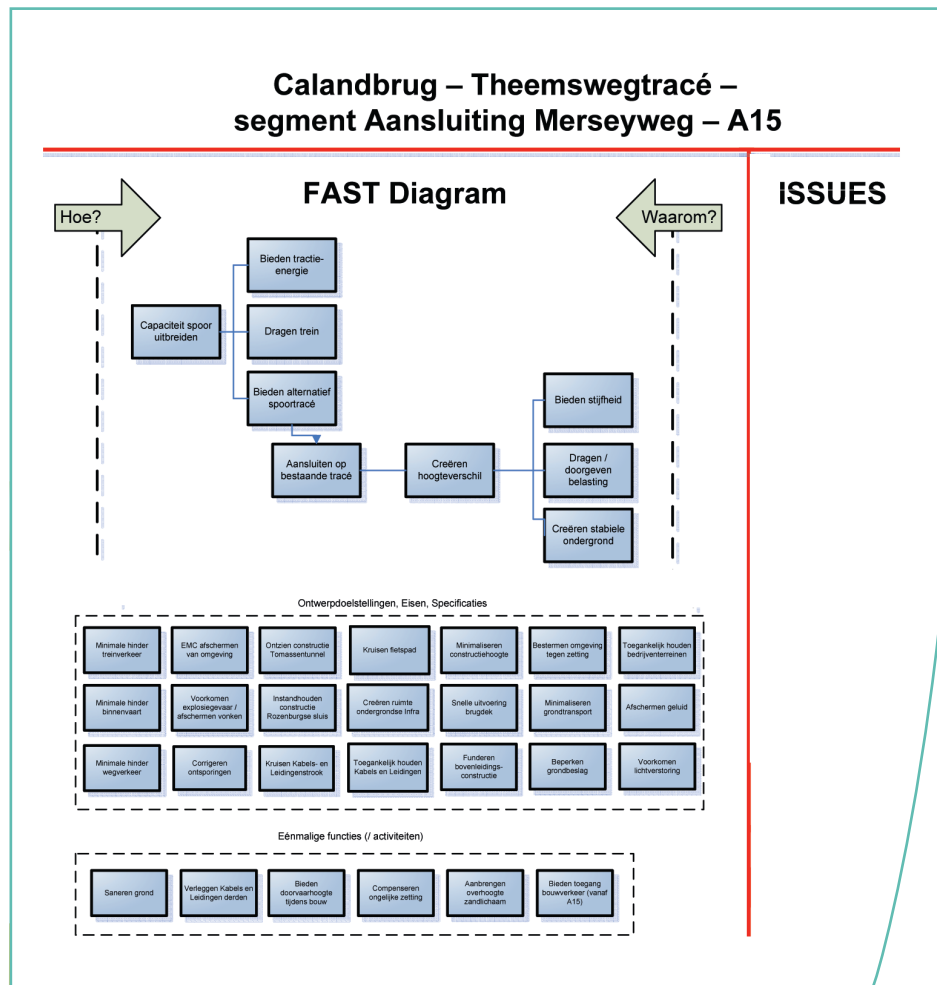 Calandbrug – Theemswegtracé –
segment Aansluiting Merseyweg – A15
FAST Diagram
ISSUES
Hoe?
Waarom?
Bieden tractie-
energie
Capaciteit spoor
uitbreiden
Dragen trein
Bieden alternatief
spoortracé
Aansluiten op
bestaande tracé
Creëren
hoogteverschil
Bieden stijfheid
Dragen /
doorgeven
belasting
Creëren stabiele
ondergrond
Ontwerpdoelstellingen, Eisen, Specificaties
Minimale hinder
treinverkeer
EMC afschermen
van omgeving
Ontzien constructie
Tomassentunnel
Kruisen fietspad
Minimaliseren
constructiehoogte
Bestermen omgeving
tegen zetting
Toegankelijk houden
bedrijventerreinen
Minimale hinder
binnenvaart
Voorkomen
explosiegevaar /
afschermen vonken
Instandhouden
constructie
Rozenburgse sluis
Creëren ruimte
ondergrondse Infra
Snelle uitvoering
brugdek
Minimaliseren
grondtransport
Afschermen geluid
Minimale hinder
wegverkeer
Corrigeren
ontsporingen
Kruisen Kabels- en
Leidingenstrook
Toegankelijk houden
Kabels en Leidingen
Funderen
bovenleidings-
constructie
Beperken
grondbeslag
Voorkomen
lichtverstoring
Eénmalige functies (/ activiteiten)
Saneren grond
Verleggen Kabels en
Leidingen derden
Bieden
doorvaarhoogte
tijdens bouw
Compenseren
ongelijke zetting
Aanbrengen
overhoogte
zandlichaam
Bieden toegang
bouwverkeer (vanaf
A15)